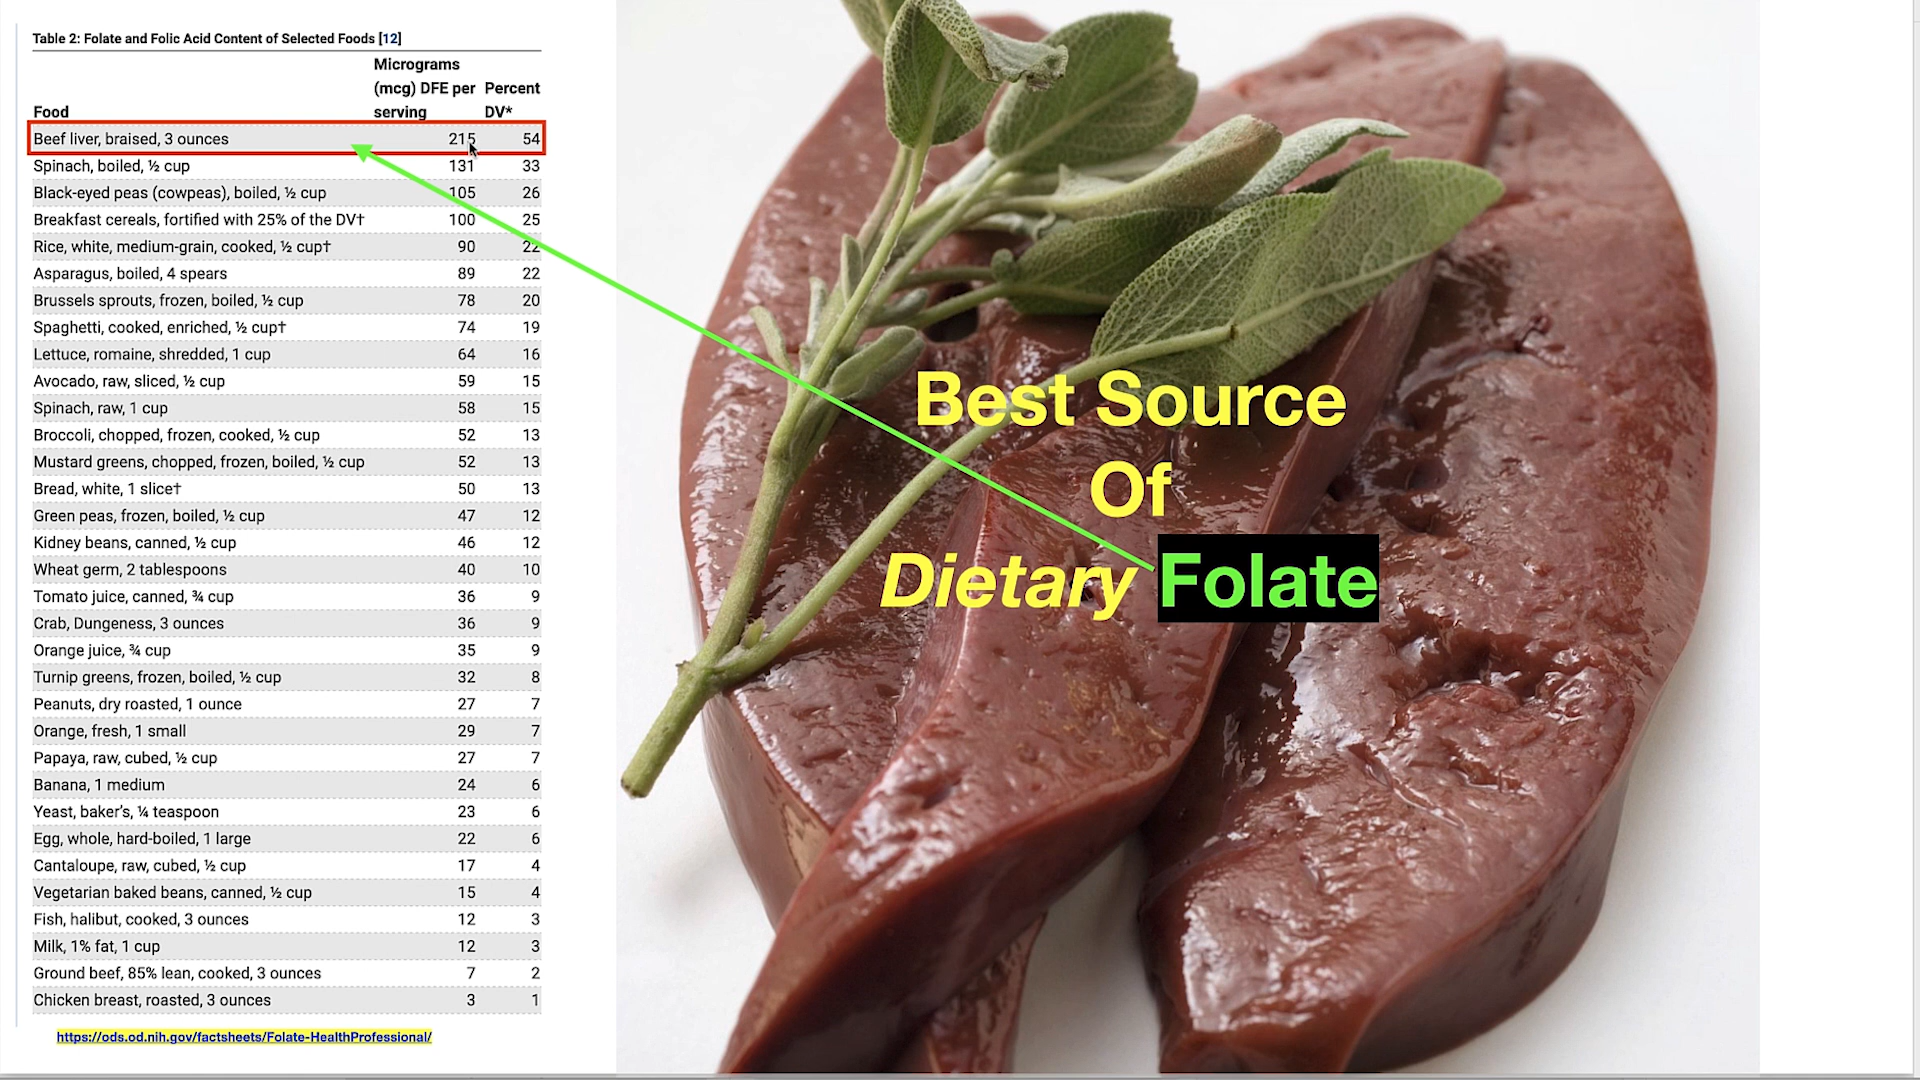 Table 2: Folate and Folic Acid Content of Selected Foods [12]
Food Micrograms (mcg) DFE per serving Percent DV*
Beef liver, braised, 3 ounces 215 54
Spinach, boiled, ½ cup 131 33
Black-eyed peas (cowpeas), boiled, ½ cup 105 26
Breakfast cereals, fortified with 25% of the DV† 100 25
Rice, white, medium-grain, cooked, ½ cup† 90 22
Asparagus, boiled, 4 spears 89 22
Brussels sprouts, frozen, boiled, ½ cup 78 20
Spaghetti, cooked, enriched, ½ cup† 74 19
Lettuce, romaine, shredded, 1 cup 64 16
Avocado, raw, sliced, ½ cup 59 15
Spinach, raw, 1 cup 58 15
Broccoli, chopped, frozen, cooked, ½ cup 52 13
Mustard greens, chopped, frozen, boiled, ½ cup 52 13
Bread, white, 1 slice† 50 13
Green peas, frozen, boiled, ½ cup 47 12
Kidney beans, canned, ½ cup 46 12
Wheat germ, 2 tablespoons 40 10
Tomato juice, canned, ¾ cup 36 9
Crab, Dungeness, 3 ounces 36 9
Orange juice, ¾ cup 35 9
Turnip greens, frozen, boiled, ½ cup 32 8
Peanuts, dry roasted, 1 ounce 27 7
Orange, fresh, 1 small 29 7
Papaya, raw, cubed, ½ cup 27 7
Banana, 1 medium 24 6
Yeast, baker’s, ¼ teaspoon 23 6
Egg, whole, hard-boiled, 1 large 22 6
Cantaloupe, raw, cubed, ½ cup 17 4
Vegetarian baked beans, canned, ½ cup 15 4
Fish, halibut, cooked, 3 ounces 12 3
Milk, 1% fat, 1 cup 12 3
Ground beef, 85% lean, cooked, 3 ounces 7 2
Chicken breast, roasted, 3 ounces 3 1
https://ods.od.nih.gov/factsheets/Folate-HealthProfessional/
Best Source
Of
Dietary Folate